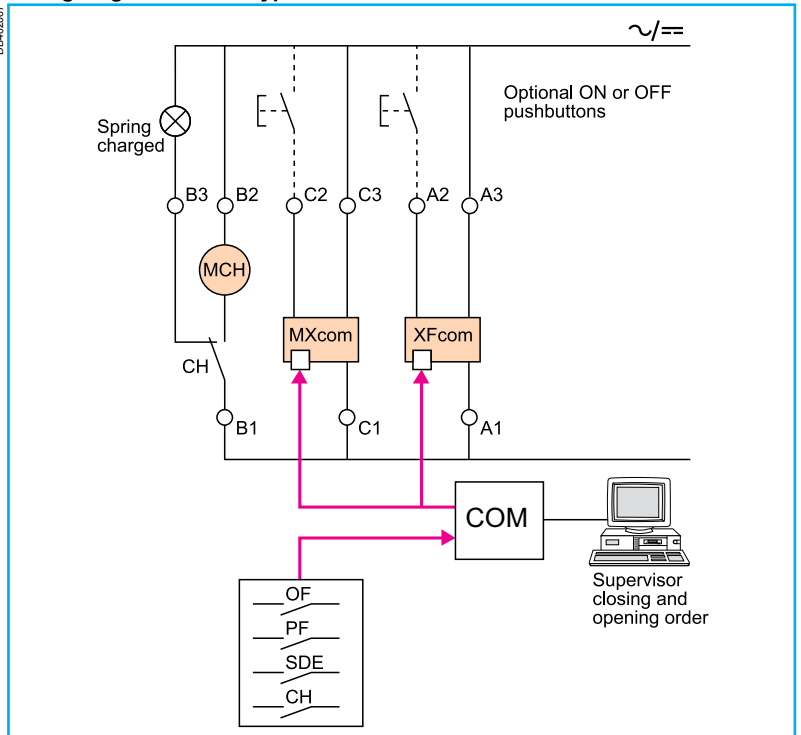 ~/==
Optional ON or OFF
pushbuttons
Spring
charged
B3
B2
C2
C3
A2
A3
MCH
MXcom
XFcom
CH
B1
C1
A1
COM
Supervisor
closing and
opening order
OF
PF
SDE
CH